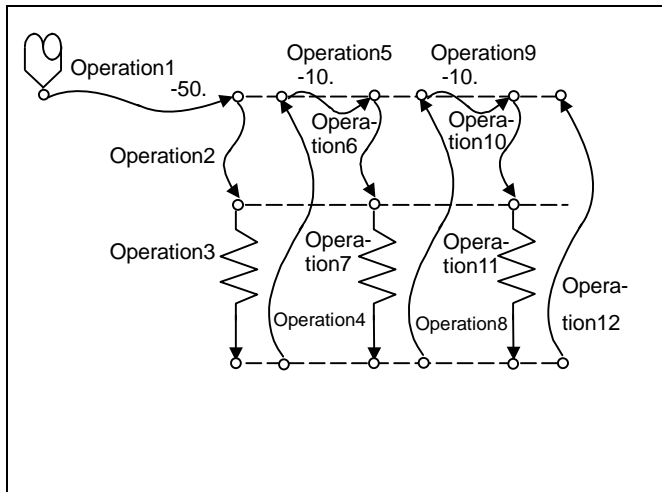 Operation5
Operation9
Operation1
-50.
-10.
-10.
Opera-
tion6
Opera-
tion10
Operation2
Operation3
Opera-
tion7
Opera-
tion11
Operation4
Operation8
Opera-
tion12